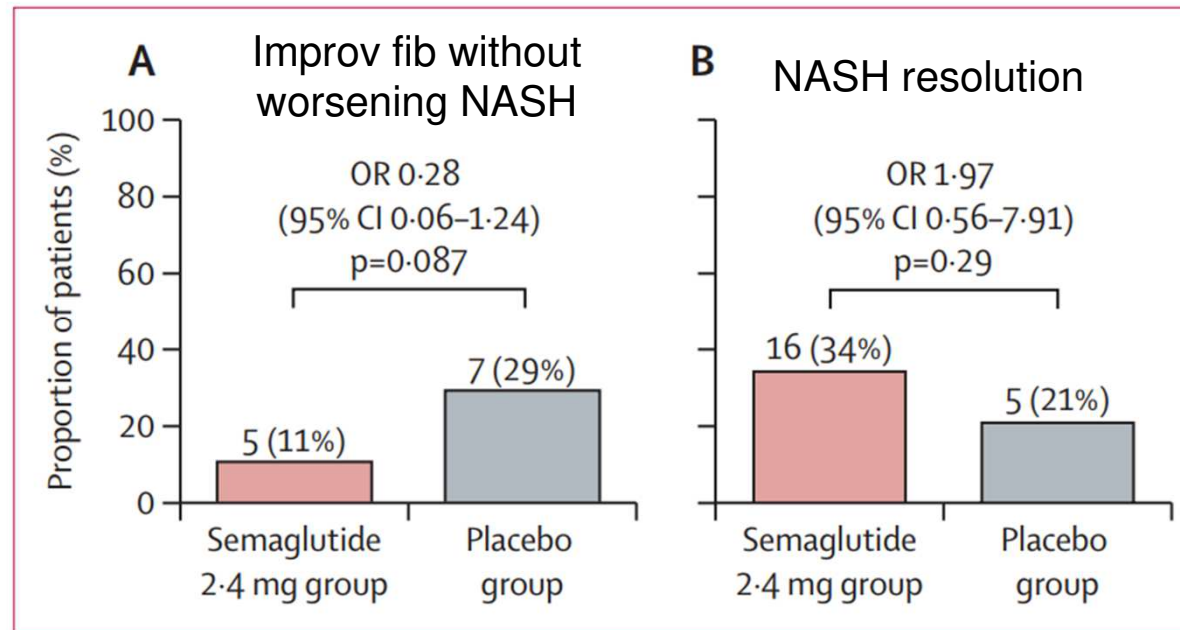 A
Improv fib without
worsening NASH
Proportion of patients (%)
100
80
60
40
20
0
OR 0·28
(95% CI 0·06–1·24)
p=0·087
5 (11%)
7 (29%)
Semaglutide
2·4 mg group
Placebo
group
B
NASH resolution
OR 1·97
(95% CI 0·56–7·91)
p=0·29
16 (34%)
5 (21%)
Semaglutide
2·4 mg group
Placebo
group